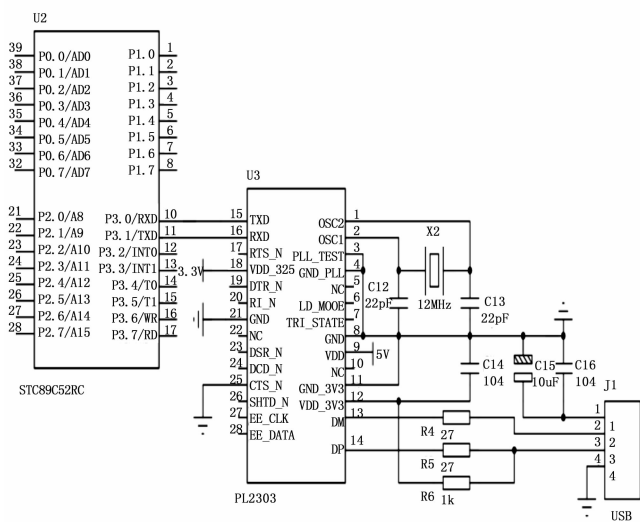 U2
39 P0.0/AD0 P1.0 1
38 P0.1/AD1 P1.1 2
37 P0.2/AD2 P1.2 3
36 P0.3/AD3 P1.3 4
35 P0.4/AD4 P1.4 5
34 P0.5/AD5 P1.5 6
33 P0.6/AD6 P1.6 7
32 P0.7/AD7 P1.7 8
21 P2.0/A8 P3.0/RXD 10
22 P2.1/A9 P3.1/TXD 11
23 P2.2/A10 P3.2/INT0 12
24 P2.3/A11 P3.3/INT1 13
25 P2.4/A12 P3.4/T0 14
26 P2.5/A13 P3.5/T1 15
27 P2.6/A14 P3.6/WR 16
28 P2.7/A15 P3.7/RD 17
STC89C52RC
3.3V
U3
15 TXD
16 RXD
17 RTS_N
18 VDD_325
19 DTR_N
20 RI_N
21 GND
22 NC
23 DSR_N
24 DCD_N
25 CTS_N
26 SHTD_N
27 EE_CLK
28 EE_DATA
OSC2 1
OSC1 2
PLL_TEST 3
GND_PLL 4
NC 5
LD_MOOE 6
TRI_STATE 7
GND 8
VDD 9
NC 10
GND_3V3 11
VDD_3V3 12
DM 13
DP 14
PL2303
5V
X2
12MHz
C12
22pF
C13
22pF
C14
104
C15
10uF
C16
104
R4 27
R5 27
R6 1k
J1
1 1
2 2
3 3
4 4
USB